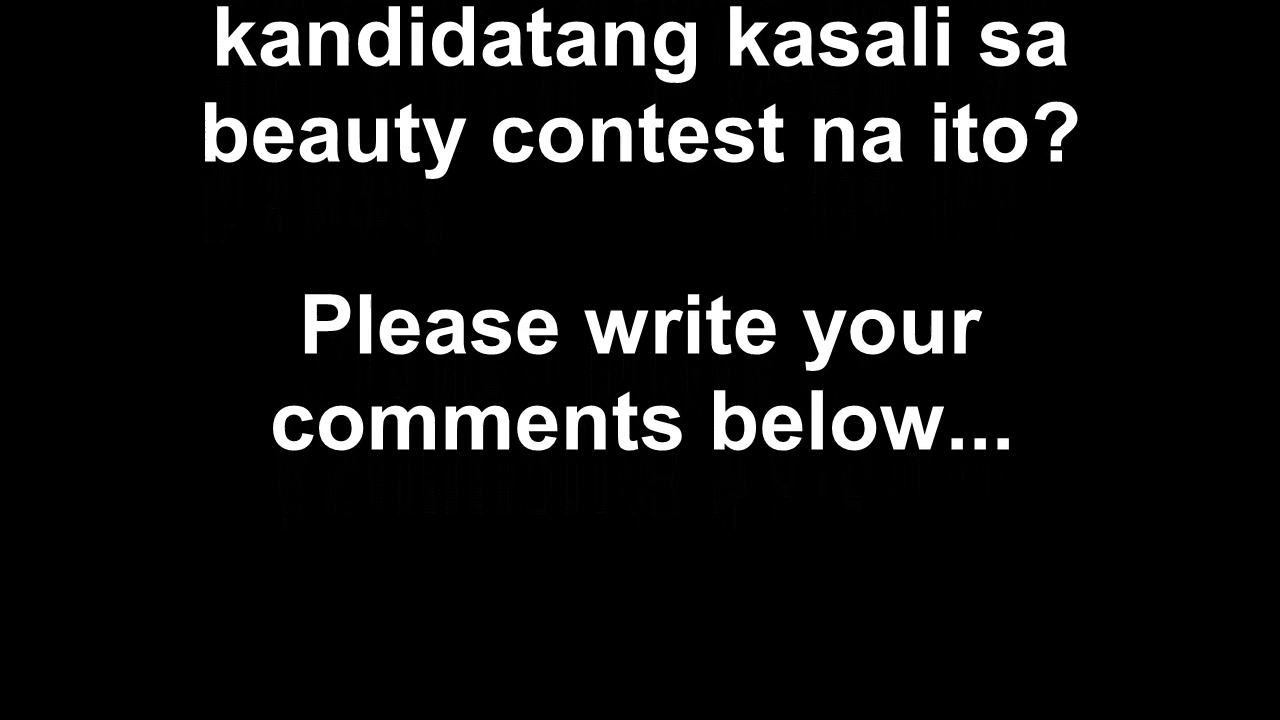 kandidatang kasali sa
beauty contest na ito?
Please write your
comments below...